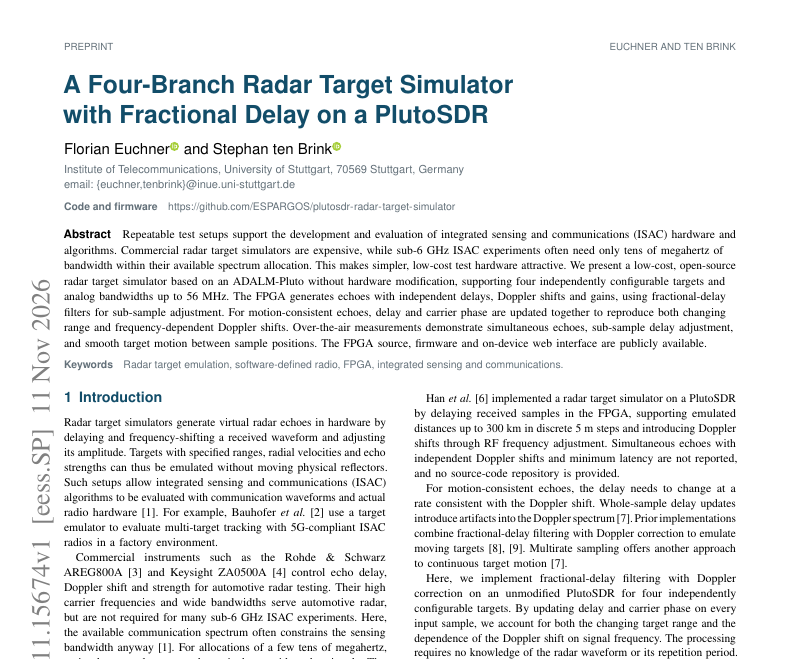 PREPRINT
EUCHNER AND TEN BRINK
A Four-Branch Radar Target Simulator
with Fractional Delay on a PlutoSDR
Florian Euchner and Stephan ten Brink
Institute of Telecommunications, University of Stuttgart, 70569 Stuttgart, Germany
email: {euchner,tenbrink}@inue.uni-stuttgart.de
Code and firmware https://github.com/ESPARGOS/plutosdr-radar-target-simulator
Abstract Repeatable test setups support the development and evaluation of integrated sensing and communications (ISAC) hardware and
algorithms. Commercial radar target simulators are expensive, while sub-6 GHz ISAC experiments often need only tens of megahertz of
bandwidth within their available spectrum allocation. This makes simpler, low-cost test hardware attractive. We present a low-cost, open-source
radar target simulator based on an ADALM-Pluto without hardware modification, supporting four independently configurable targets and
analog bandwidths up to 56 MHz. The FPGA generates echoes with independent delays, Doppler shifts and gains, using fractional-delay
filters for sub-sample adjustment. For motion-consistent echoes, delay and carrier phase are updated together to reproduce both changing
range and frequency-dependent Doppler shifts. Over-the-air measurements demonstrate simultaneous echoes, sub-sample delay adjustment,
and smooth target motion between sample positions. The FPGA source, firmware and on-device web interface are publicly available.
Keywords Radar target emulation, software-defined radio, FPGA, integrated sensing and communications.
1 Introduction
Radar target simulators generate virtual radar echoes in hardware by
delaying and frequency-shifting a received waveform and adjusting
its amplitude. Targets with specified ranges, radial velocities and echo
strengths can thus be emulated without moving physical reflectors.
Such setups allow integrated sensing and communications (ISAC)
algorithms to be evaluated with communication waveforms and actual
radio hardware [1]. For example, Bauhofer et al. [2] use a target
emulator to evaluate multi-target tracking with 5G-compliant ISAC
radios in a factory environment.
Commercial instruments such as the Rohde & Schwarz
AREG800A [3] and Keysight ZA0500A [4] control echo delay,
Doppler shift and strength for automotive radar testing. Their high
carrier frequencies and wide bandwidths serve automotive radar,
but are not required for many sub-6 GHz ISAC experiments. Here,
the available communication spectrum often constrains the sensing
bandwidth anyway [1]. For allocations of a few tens of megahertz,
Han et al. [6] implemented a radar target simulator on a PlutoSDR
by delaying received samples in the FPGA, supporting emulated
distances up to 300 km in discrete 5 m steps and introducing Doppler
shifts through RF frequency adjustment. Simultaneous echoes with
independent Doppler shifts and minimum latency are not reported,
and no source-code repository is provided.
For motion-consistent echoes, the delay needs to change at a
rate consistent with the Doppler shift. Whole-sample delay updates
introduce artifacts into the Doppler spectrum [7]. Prior implementations
combine fractional-delay filtering with Doppler correction to emulate
moving targets [8], [9]. Multirate sampling offers another approach
to continuous target motion [7].
Here, we implement fractional-delay filtering with Doppler
correction on an unmodified PlutoSDR for four independently
configurable targets. By updating delay and carrier phase on every
input sample, we account for both the changing target range and the
dependence of the Doppler shift on signal frequency. The processing
requires no knowledge of the radar waveform or its repetition period.
11.15674v1 [eess.SP] 11 Nov 2026